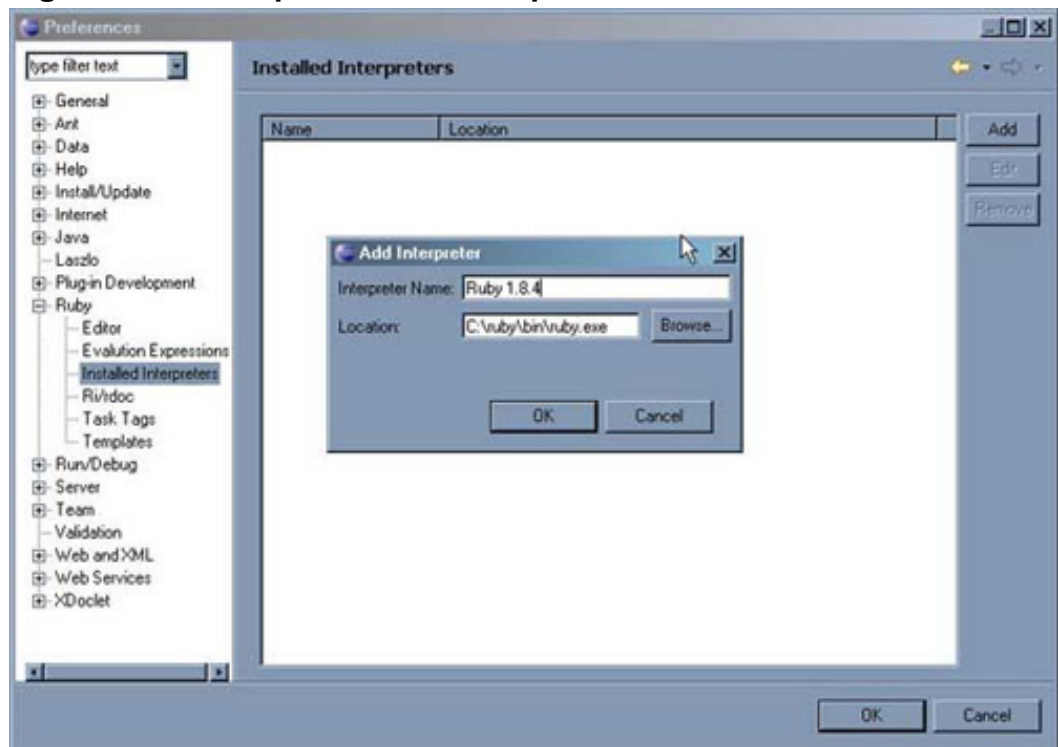 Preferences
type filter text
Installed Interpreters
General
Ant
Data
Help
Install/Update
Internet
Java
Laszlo
Plug-in Development
Ruby
Editor
Evalution Expressions
Installed Interpreters
Ri/rdoc
Task Tags
Templates
Run/Debug
Server
Team
Validation
Web and XML
Web Services
XDoclet
Name Location
Add
Edit
Remove
Add Interpreter
Interpreter Name: Ruby 1.8.4
Location: C:\ruby\bin\ruby.exe Browse...
OK Cancel
OK Cancel